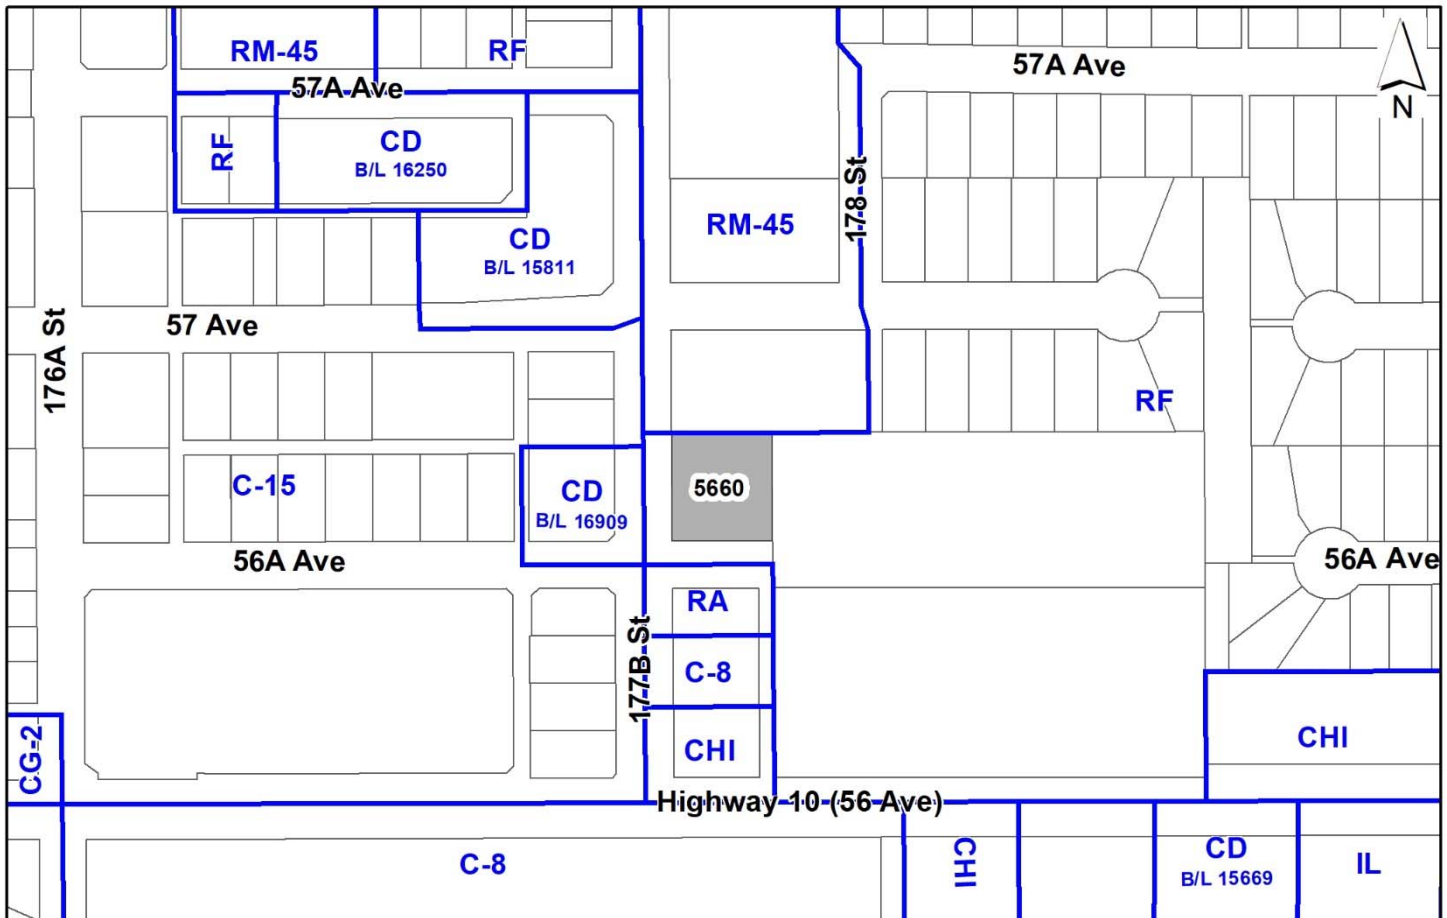 RM-45
RF
57A Ave
57A Ave
N
RF
CD
B/L 16250
178 St
RM-45
CD
B/L 15811
176A St
57 Ave
RF
C-15
CD
B/L 16909
5660
56A Ave
56A Ave
RA
177B St
C-8
CHI
CG-2
CHI
Highway 10 (56 Ave)
C-8
CHI
CD
B/L 15669
IL